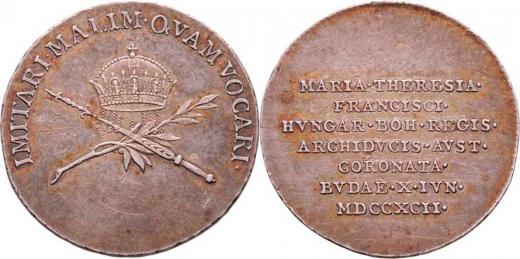 IMITARI·MALIM·QVAM·VOCARI·
MARIA·THERESIA·
FRANCISCI·
HVNGAR·BOH·REGIS·
ARCHIDVCIS·AVST·
CORONATA·
BVDAE·X·IVN·
MDCCXCII·